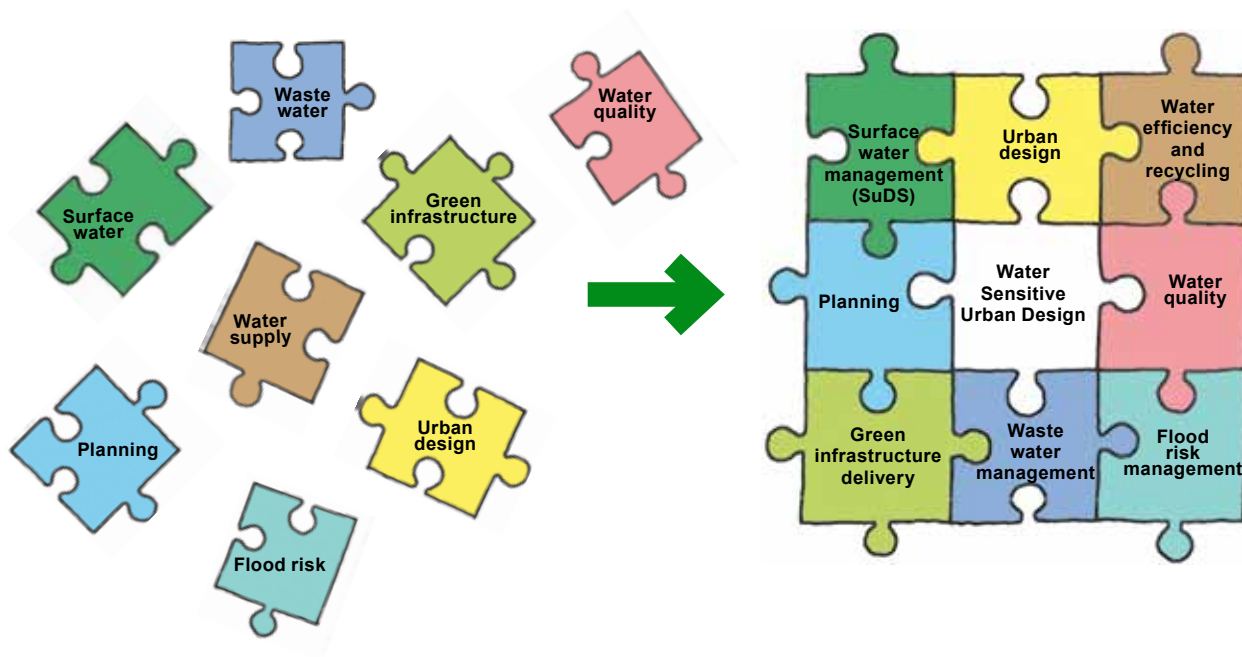 Waste
water
Water
quality
Surface
water
Green
infrastructure
Water
supply
Planning
Urban
design
Flood risk
Surface
water
management
(SuDS)
Urban
design
Water
efficiency
and
recycling
Planning
Water
Sensitive
Urban Design
Water
quality
Green
infrastructure
delivery
Waste
water
management
Flood
risk
management